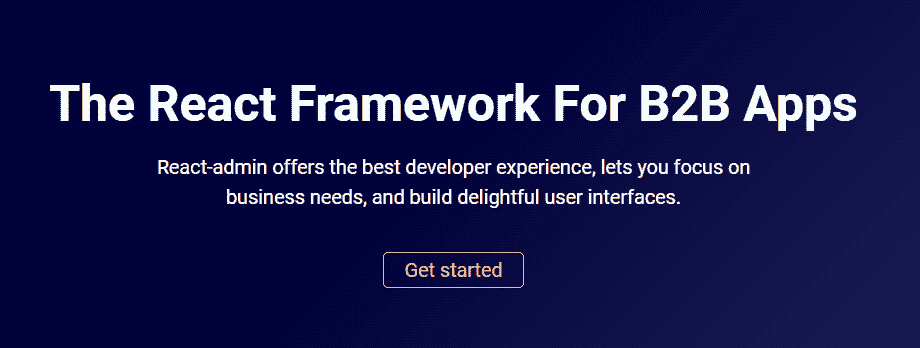 The React Framework For B2B Apps
React-admin offers the best developer experience, lets you focus on
business needs, and build delightful user interfaces.
Get started